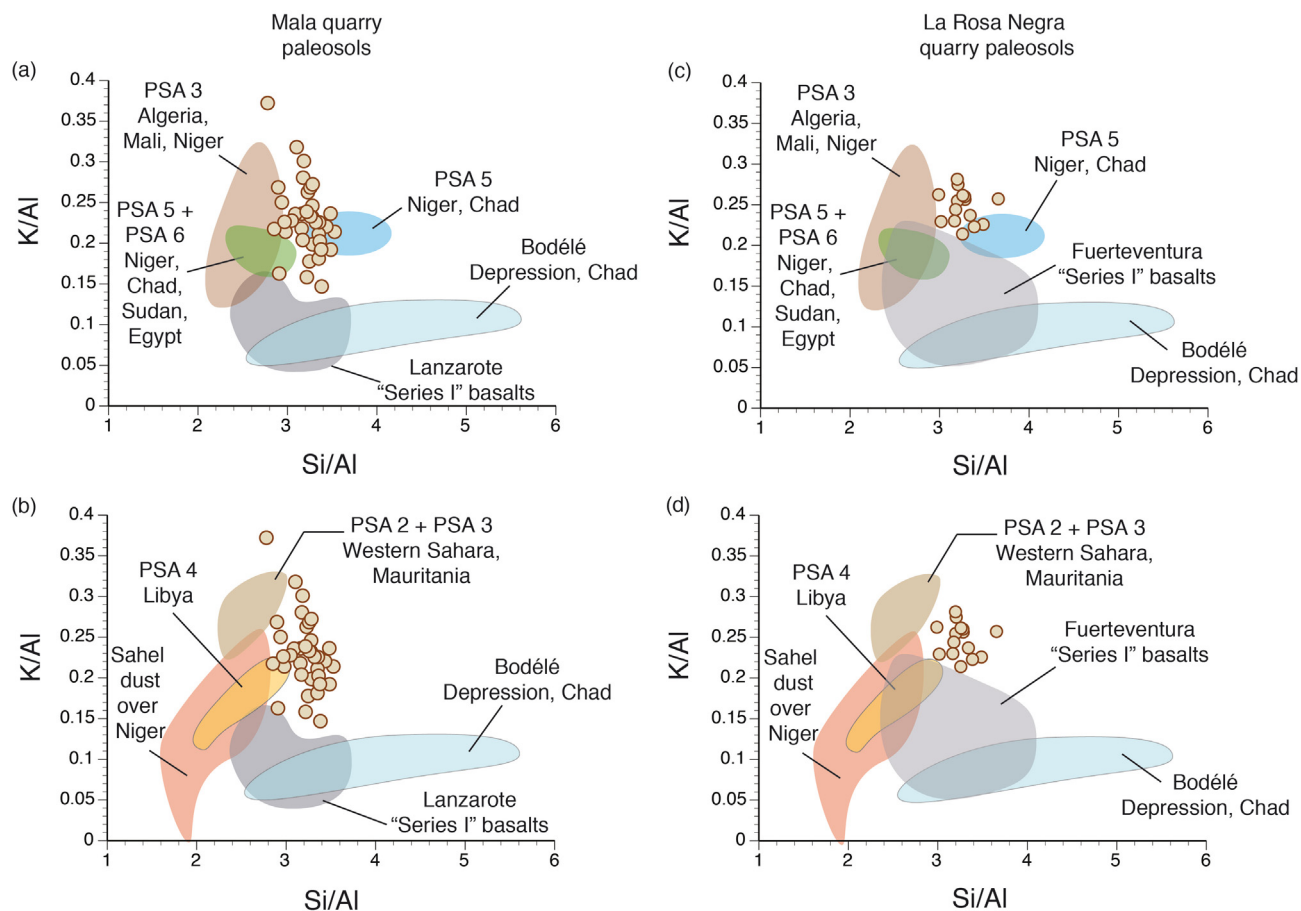 Mala quarry
paleosols
La Rosa Negra
quarry paleosols
(a)
0.4
0.35
0.3
0.25
0.2
0.15
0.1
0.05
0
K/Al
1
2
3
4
5
6
Si/Al
PSA 3
Algeria,
Mali, Niger
PSA 5 +
PSA 6
Niger,
Chad,
Sudan,
Egypt
PSA 5
Niger, Chad
Bodélé
Depression, Chad
Lanzarote
“Series I” basalts
(c)
0.4
0.35
0.3
0.25
0.2
0.15
0.1
0.05
0
K/Al
1
2
3
4
5
6
Si/Al
PSA 3
Algeria,
Mali, Niger
PSA 5 +
PSA 6
Niger,
Chad,
Sudan,
Egypt
PSA 5
Niger, Chad
Fuerteventura
“Series I” basalts
Bodélé
Depression, Chad
(b)
0.4
0.35
0.3
0.25
0.2
0.15
0.1
0.05
0
K/Al
1
2
3
4
5
6
Si/Al
PSA 2 + PSA 3
Western Sahara,
Mauritania
PSA 4
Libya
Sahel
dust
over
Niger
Bodélé
Depression, Chad
Lanzarote
“Series I” basalts
(d)
0.4
0.35
0.3
0.25
0.2
0.15
0.1
0.05
0
K/Al
1
2
3
4
5
6
Si/Al
PSA 2 + PSA 3
Western Sahara,
Mauritania
PSA 4
Libya
Sahel
dust
over
Niger
Fuerteventura
“Series I” basalts
Bodélé
Depression, Chad